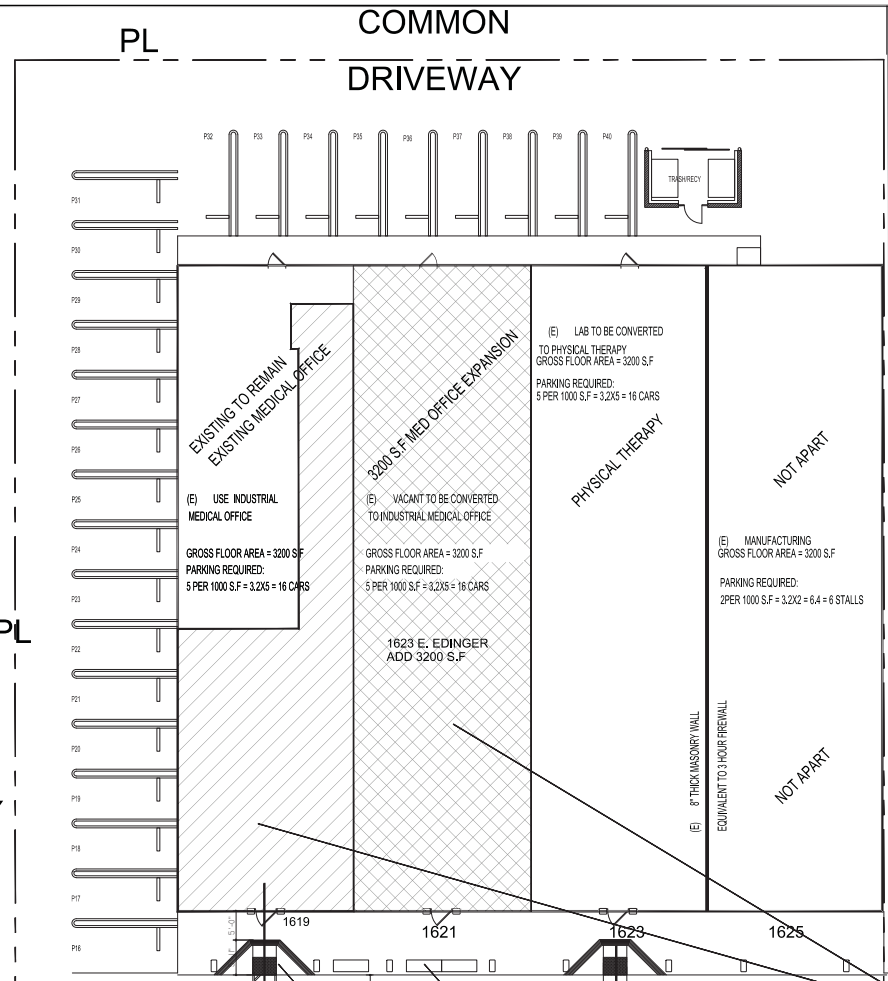 COMMON
PL
DRIVEWAY
P32
P33
P34
P35
P36
P37
P38
P39
P40
TRASH/RECY
P31
P30
P29
P28
P27
P26
P25
P24
P23
P22
P21
P20
P19
P18
P17
P16
PL
EXISTING TO REMAIN
EXISTING MEDICAL OFFICE
(E) USE INDUSTRIAL
MEDICAL OFFICE
GROSS FLOOR AREA = 3200 S.F
PARKING REQUIRED:
5 PER 1000 S.F = 3.2X5 = 16 CARS
3200 S.F MED OFFICE EXPANSION
(E) VACANT TO BE CONVERTED
TO INDUSTRIAL MEDICAL OFFICE
GROSS FLOOR AREA = 3200 S.F
PARKING REQUIRED:
5 PER 1000 S.F = 3.2X5 = 16 CARS
1623 E. EDINGER
ADD 3200 S.F
(E) LAB TO BE CONVERTED
TO PHYSICAL THERAPY
GROSS FLOOR AREA = 3200 S.F
PARKING REQUIRED:
5 PER 1000 S.F = 3.2X5 = 16 CARS
PHYSICAL THERAPY
(E) 8" THICK MASONRY WALL
EQUIVALENT TO 3 HOUR FIREWALL
NOT APART
(E) MANUFACTURING
GROSS FLOOR AREA = 3200 S.F
PARKING REQUIRED:
2PER 1000 S.F = 3.2X2 = 6.4 = 6 STALLS
NOT APART
1619
1621
1623
1625
5'-0"